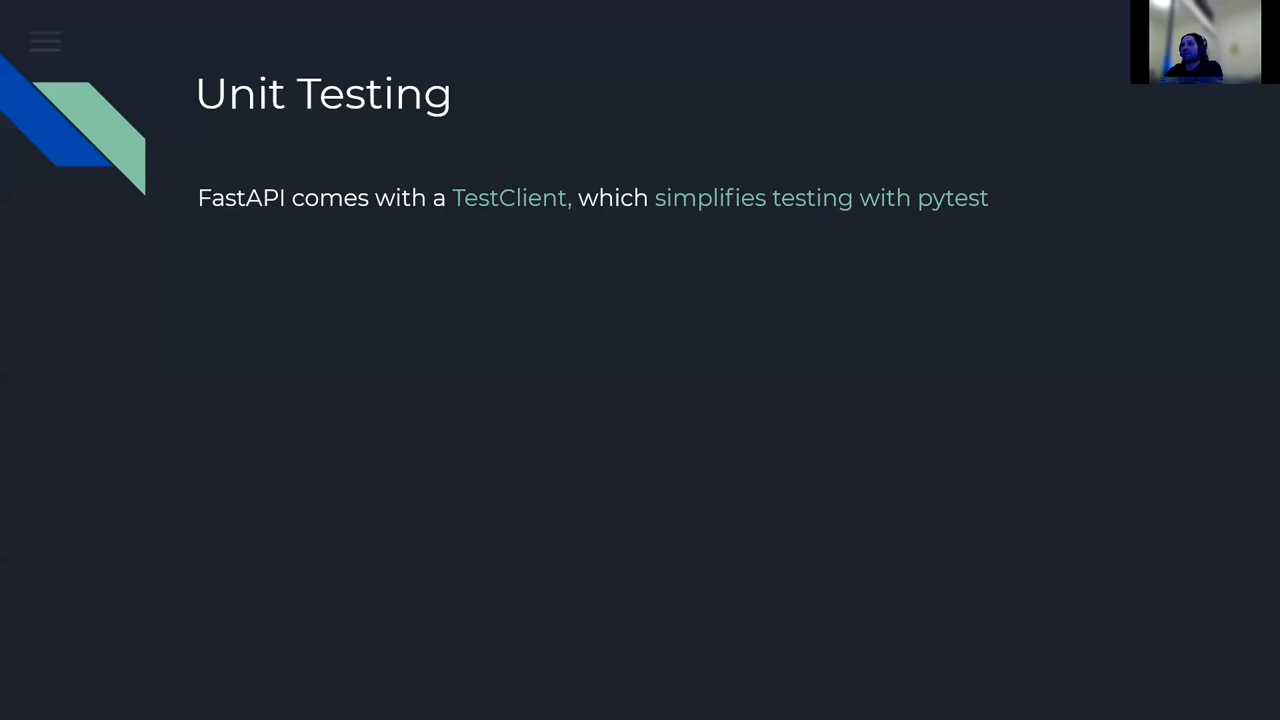 Unit Testing
FastAPI comes with a TestClient, which simplifies testing with pytest